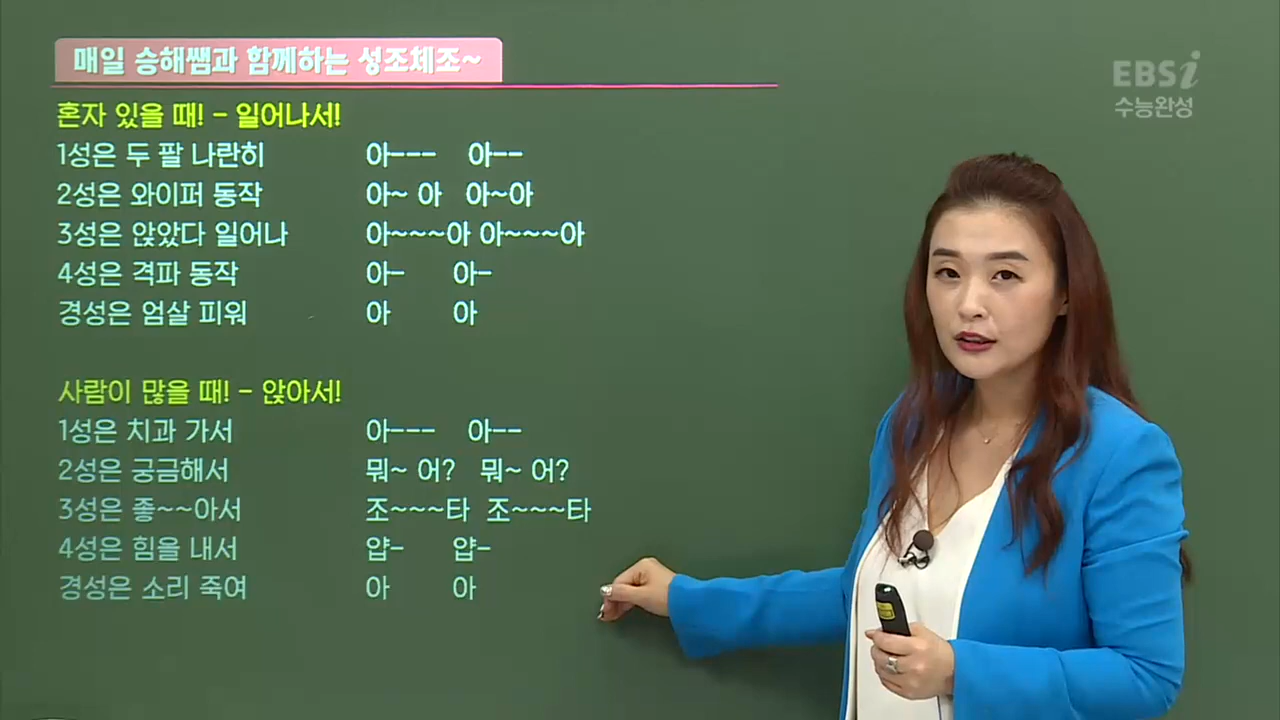 매일 승해쌤과 함께하는 성조체조~
EBSi
수능완성
혼자 있을 때! - 일어나서!
1성은 두 팔 나란히 아--- 아--
2성은 와이퍼 동작 아~ 아 아~아
3성은 앉았다 일어나 아~~~아 아~~~아
4성은 격파 동작 아- 아-
경성은 엄살 피워 아 아
사람이 많을 때! - 앉아서!
1성은 치과 가서 아--- 아--
2성은 궁금해서 뭐~ 어? 뭐~ 어?
3성은 좋~~아서 조~~~타 조~~~타
4성은 힘을 내서 얍- 얍-
경성은 소리 죽여 아 아